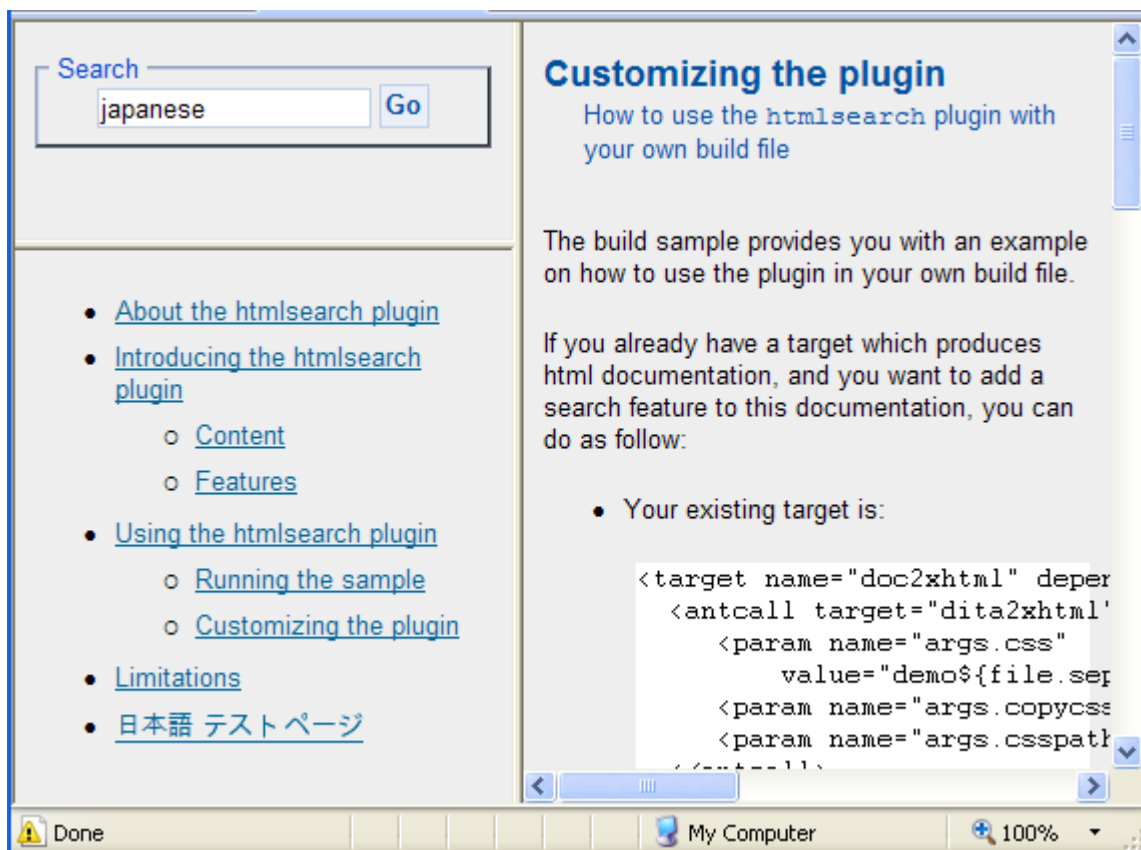 Search
japanese
Go
About the htmlsearch plugin
Introducing the htmlsearch
plugin
Content
Features
Using the htmlsearch plugin
Running the sample
Customizing the plugin
Limitations
日本語 テストページ
Customizing the plugin
How to use the htmlsearch plugin with
your own build file
The build sample provides you with an example
on how to use the plugin in your own build file.
If you already have a target which produces
html documentation, and you want to add a
search feature to this documentation, you can
do as follow:
Your existing target is:
<target name="doc2xhtml" deper
<antcall target="dita2xhtml"
<param name="args.css"
value="demo${file.sep
<param name="args.copycss
<param name="args.csspath
Done
My Computer
100%